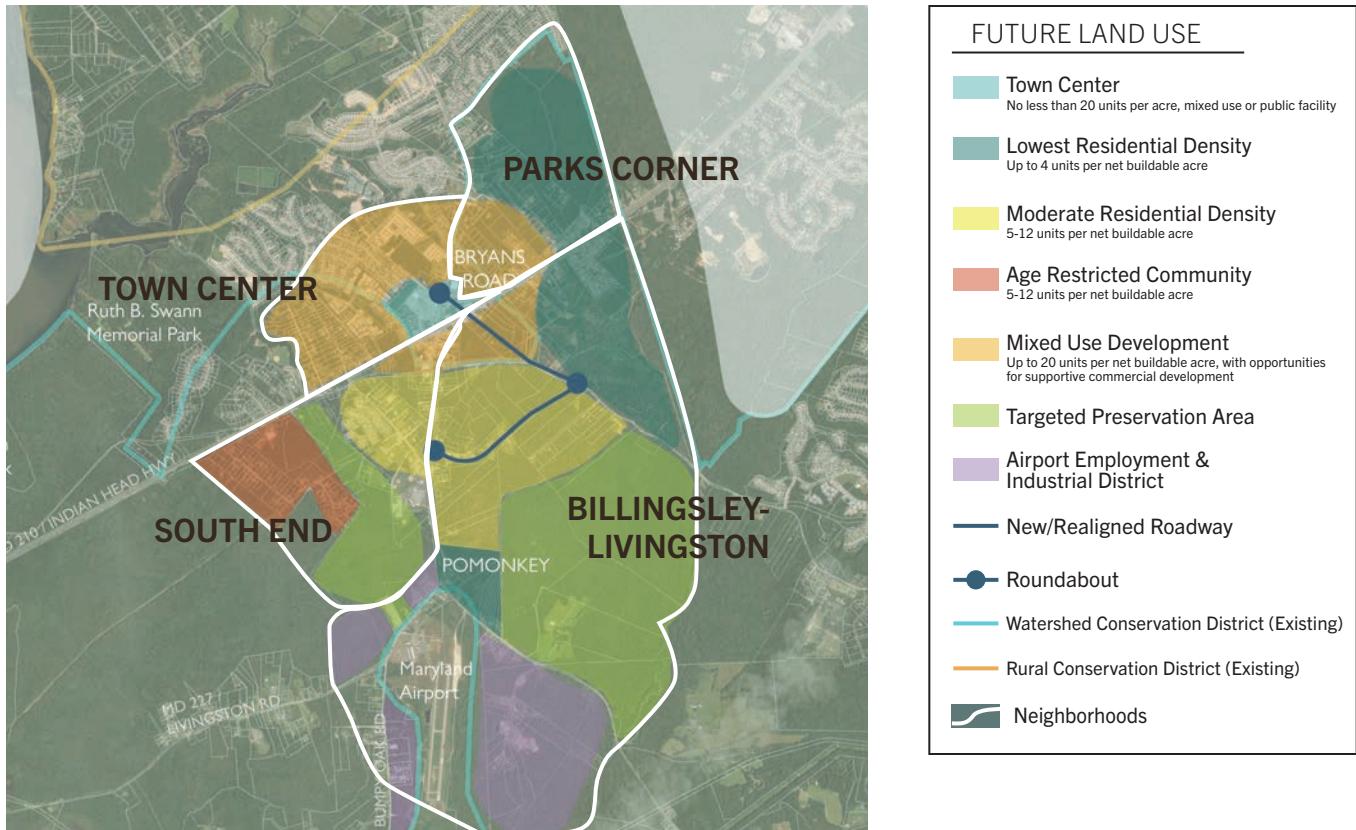 PARKS CORNER
BRYANS
ROAD
TOWN CENTER
Ruth B. Swann
Memorial Park
210 / INDIAN HEAD HWY
SOUTH END
BILLINGSLEY-
LIVINGSTON
POMONKEY
Maryland
Airport
MD 227 /
LIVINGSTON RD
BUMPY OAK RD
FUTURE LAND USE
Town Center
No less than 20 units per acre, mixed use or public facility
Lowest Residential Density
Up to 4 units per net buildable acre
Moderate Residential Density
5-12 units per net buildable acre
Age Restricted Community
5-12 units per net buildable acre
Mixed Use Development
Up to 20 units per net buildable acre, with opportunities
for supportive commercial development
Targeted Preservation Area
Airport Employment &
Industrial District
New/Realigned Roadway
Roundabout
Watershed Conservation District (Existing)
Rural Conservation District (Existing)
Neighborhoods